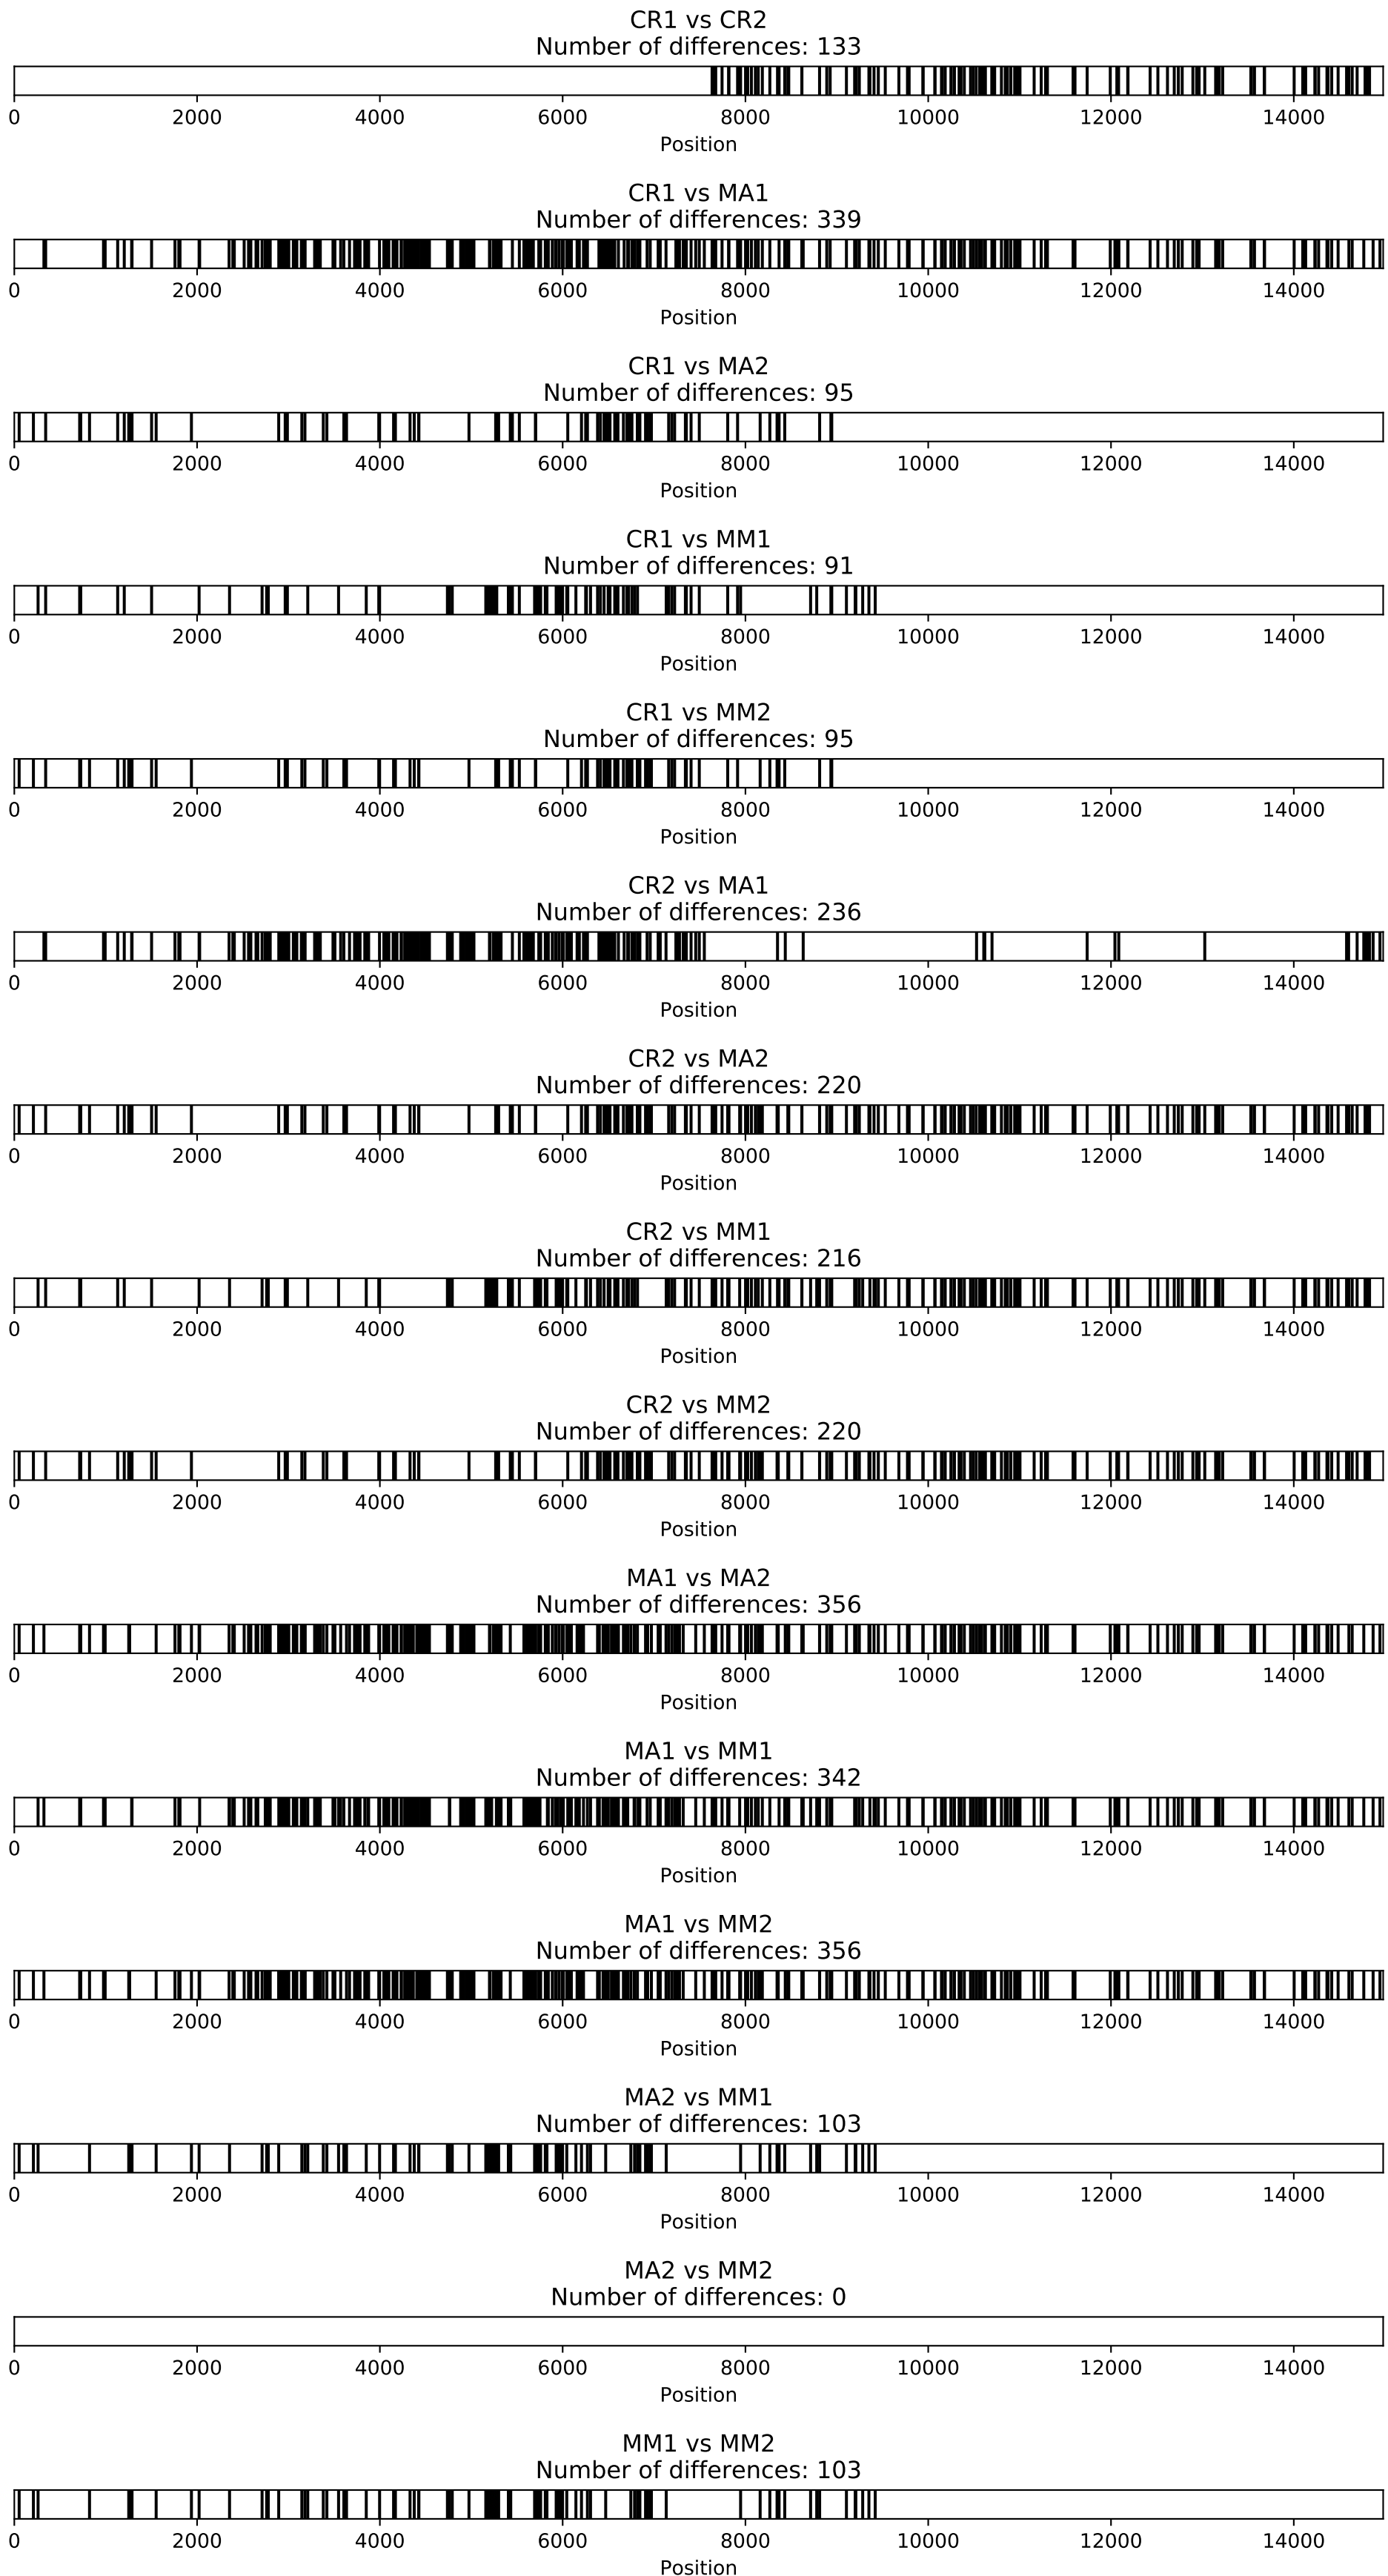 CR1 vs CR2
Number of differences: 133
0 2000 4000 6000 8000 10000 12000 14000
Position
CR1 vs MA1
Number of differences: 339
0 2000 4000 6000 8000 10000 12000 14000
Position
CR1 vs MA2
Number of differences: 95
0 2000 4000 6000 8000 10000 12000 14000
Position
CR1 vs MM1
Number of differences: 91
0 2000 4000 6000 8000 10000 12000 14000
Position
CR1 vs MM2
Number of differences: 95
0 2000 4000 6000 8000 10000 12000 14000
Position
CR2 vs MA1
Number of differences: 236
0 2000 4000 6000 8000 10000 12000 14000
Position
CR2 vs MA2
Number of differences: 220
0 2000 4000 6000 8000 10000 12000 14000
Position
CR2 vs MM1
Number of differences: 216
0 2000 4000 6000 8000 10000 12000 14000
Position
CR2 vs MM2
Number of differences: 220
0 2000 4000 6000 8000 10000 12000 14000
Position
MA1 vs MA2
Number of differences: 356
0 2000 4000 6000 8000 10000 12000 14000
Position
MA1 vs MM1
Number of differences: 342
0 2000 4000 6000 8000 10000 12000 14000
Position
MA1 vs MM2
Number of differences: 356
0 2000 4000 6000 8000 10000 12000 14000
Position
MA2 vs MM1
Number of differences: 103
0 2000 4000 6000 8000 10000 12000 14000
Position
MA2 vs MM2
Number of differences: 0
0 2000 4000 6000 8000 10000 12000 14000
Position
MM1 vs MM2
Number of differences: 103
0 2000 4000 6000 8000 10000 12000 14000
Position